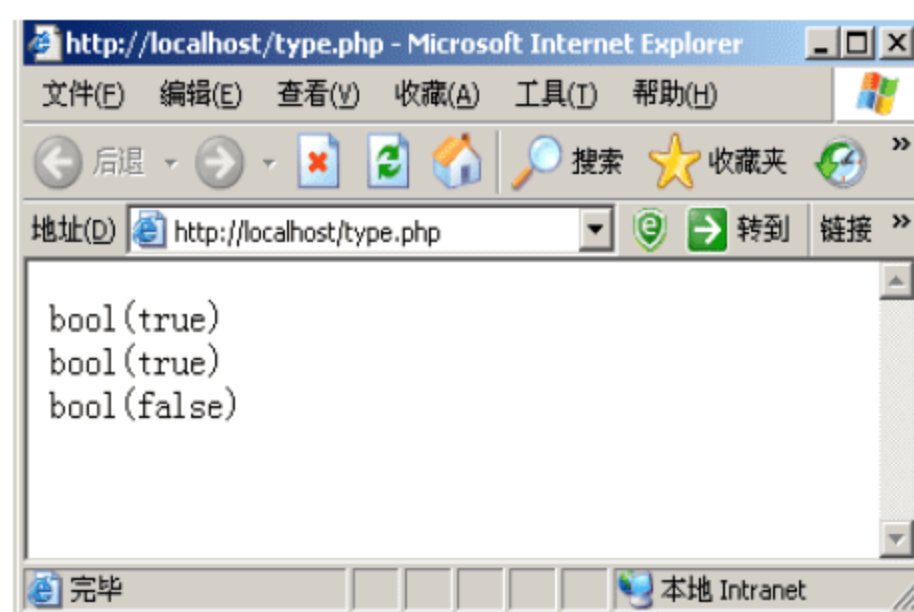 http://localhost/type.php - Microsoft Internet Explorer
文件(F) 编辑(E) 查看(V) 收藏(A) 工具(T) 帮助(H)
后退 搜索 收藏夹 »
地址(D) http://localhost/type.php 转到 链接 »
bool(true)
bool(true)
bool(false)
完毕 本地 Intranet